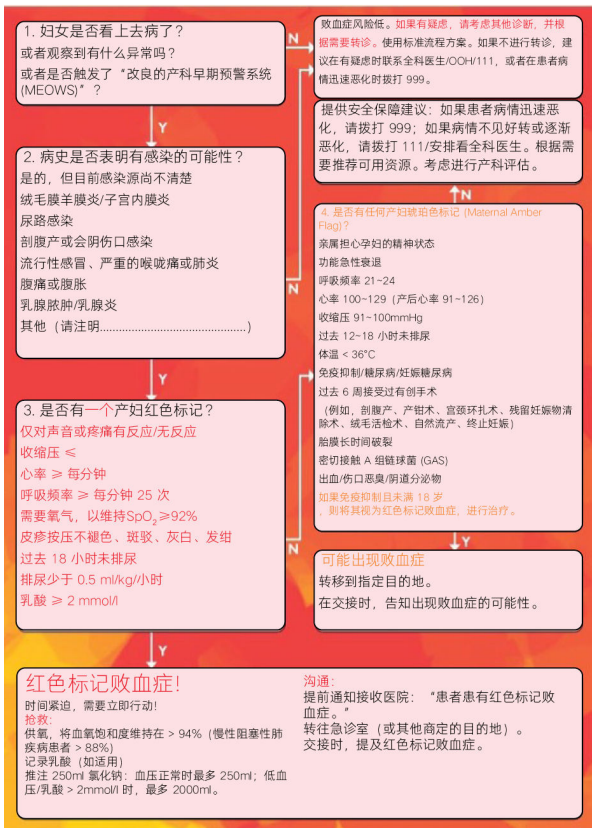 1. 妇女是否看上去病了？
或者观察到有什么异常吗？
或者是否触发了“改良的产科早期预警系统
(MEOWS)”？
N
败血症风险低。如果有疑虑，请考虑其他诊断，并根
据需要转诊。使用标准流程方案。如果不进行转诊，建
议在有疑虑时联系全科医生/OOH/111，或者在患者病
情迅速恶化时拨打 999。
提供安全保障建议：如果患者病情迅速恶
化，请拨打 999；如果病情不见好转或逐渐
恶化，请拨打 111/安排看全科医生。根据需
要推荐可用资源。考虑进行产科评估。
Y
2. 病史是否表明有感染的可能性？
是的，但目前感染源尚不清楚
绒毛膜羊膜炎/子宫内膜炎
尿路感染
剖腹产或会阴伤口感染
流行性感冒、严重的喉咙痛或肺炎
腹痛或腹胀
乳腺脓肿/乳腺炎
其他（请注明..............................................）
N
N
4. 是否有任何产妇琥珀色标记 (Maternal Amber
Flag)？
亲属担心孕妇的精神状态
功能急性衰退
呼吸频率 21~24
心率 100~129（产后心率 91~126）
收缩压 91~100mmHg
过去 12~18 小时未排尿
体温 < 36°C
免疫抑制/糖尿病/妊娠糖尿病
过去 6 周接受过有创手术
（例如，剖腹产、产钳术、宫颈环扎术、残留妊娠物清
除术、绒毛活检术、自然流产、终止妊娠）
胎膜长时间破裂
密切接触 A 组链球菌 (GAS)
出血/伤口恶臭/阴道分泌物
如果免疫抑制且未满 18 岁
，则将其视为红色标记败血症，进行治疗。
Y
3. 是否有一个产妇红色标记？
仅对声音或疼痛有反应/无反应
收缩压 ≤
心率 ≥ 每分钟
呼吸频率 ≥ 每分钟 25 次
需要氧气，以维持SpO₂≥92%
皮疹按压不褪色、斑驳、灰白、发绀
过去 18 小时未排尿
排尿少于 0.5 ml/kg/小时
乳酸 ≥ 2 mmol/l
N
Y
可能出现败血症
转移到指定目的地。
在交接时，告知出现败血症的可能性。
Y
红色标记败血症!
时间紧迫，需要立即行动！
抢救：
供氧，将血氧饱和度维持在 > 94%（慢性阻塞性肺
疾病患者 > 88%）
记录乳酸（如适用）
推注 250ml 氯化钠：血压正常时最多 250ml；低血
压/乳酸 > 2mmol/l 时，最多 2000ml。
沟通：
提前通知接收医院：“患者患有红色标记败
血症。”
转往急诊室（或其他商定的目的地）。
交接时，提及红色标记败血症。